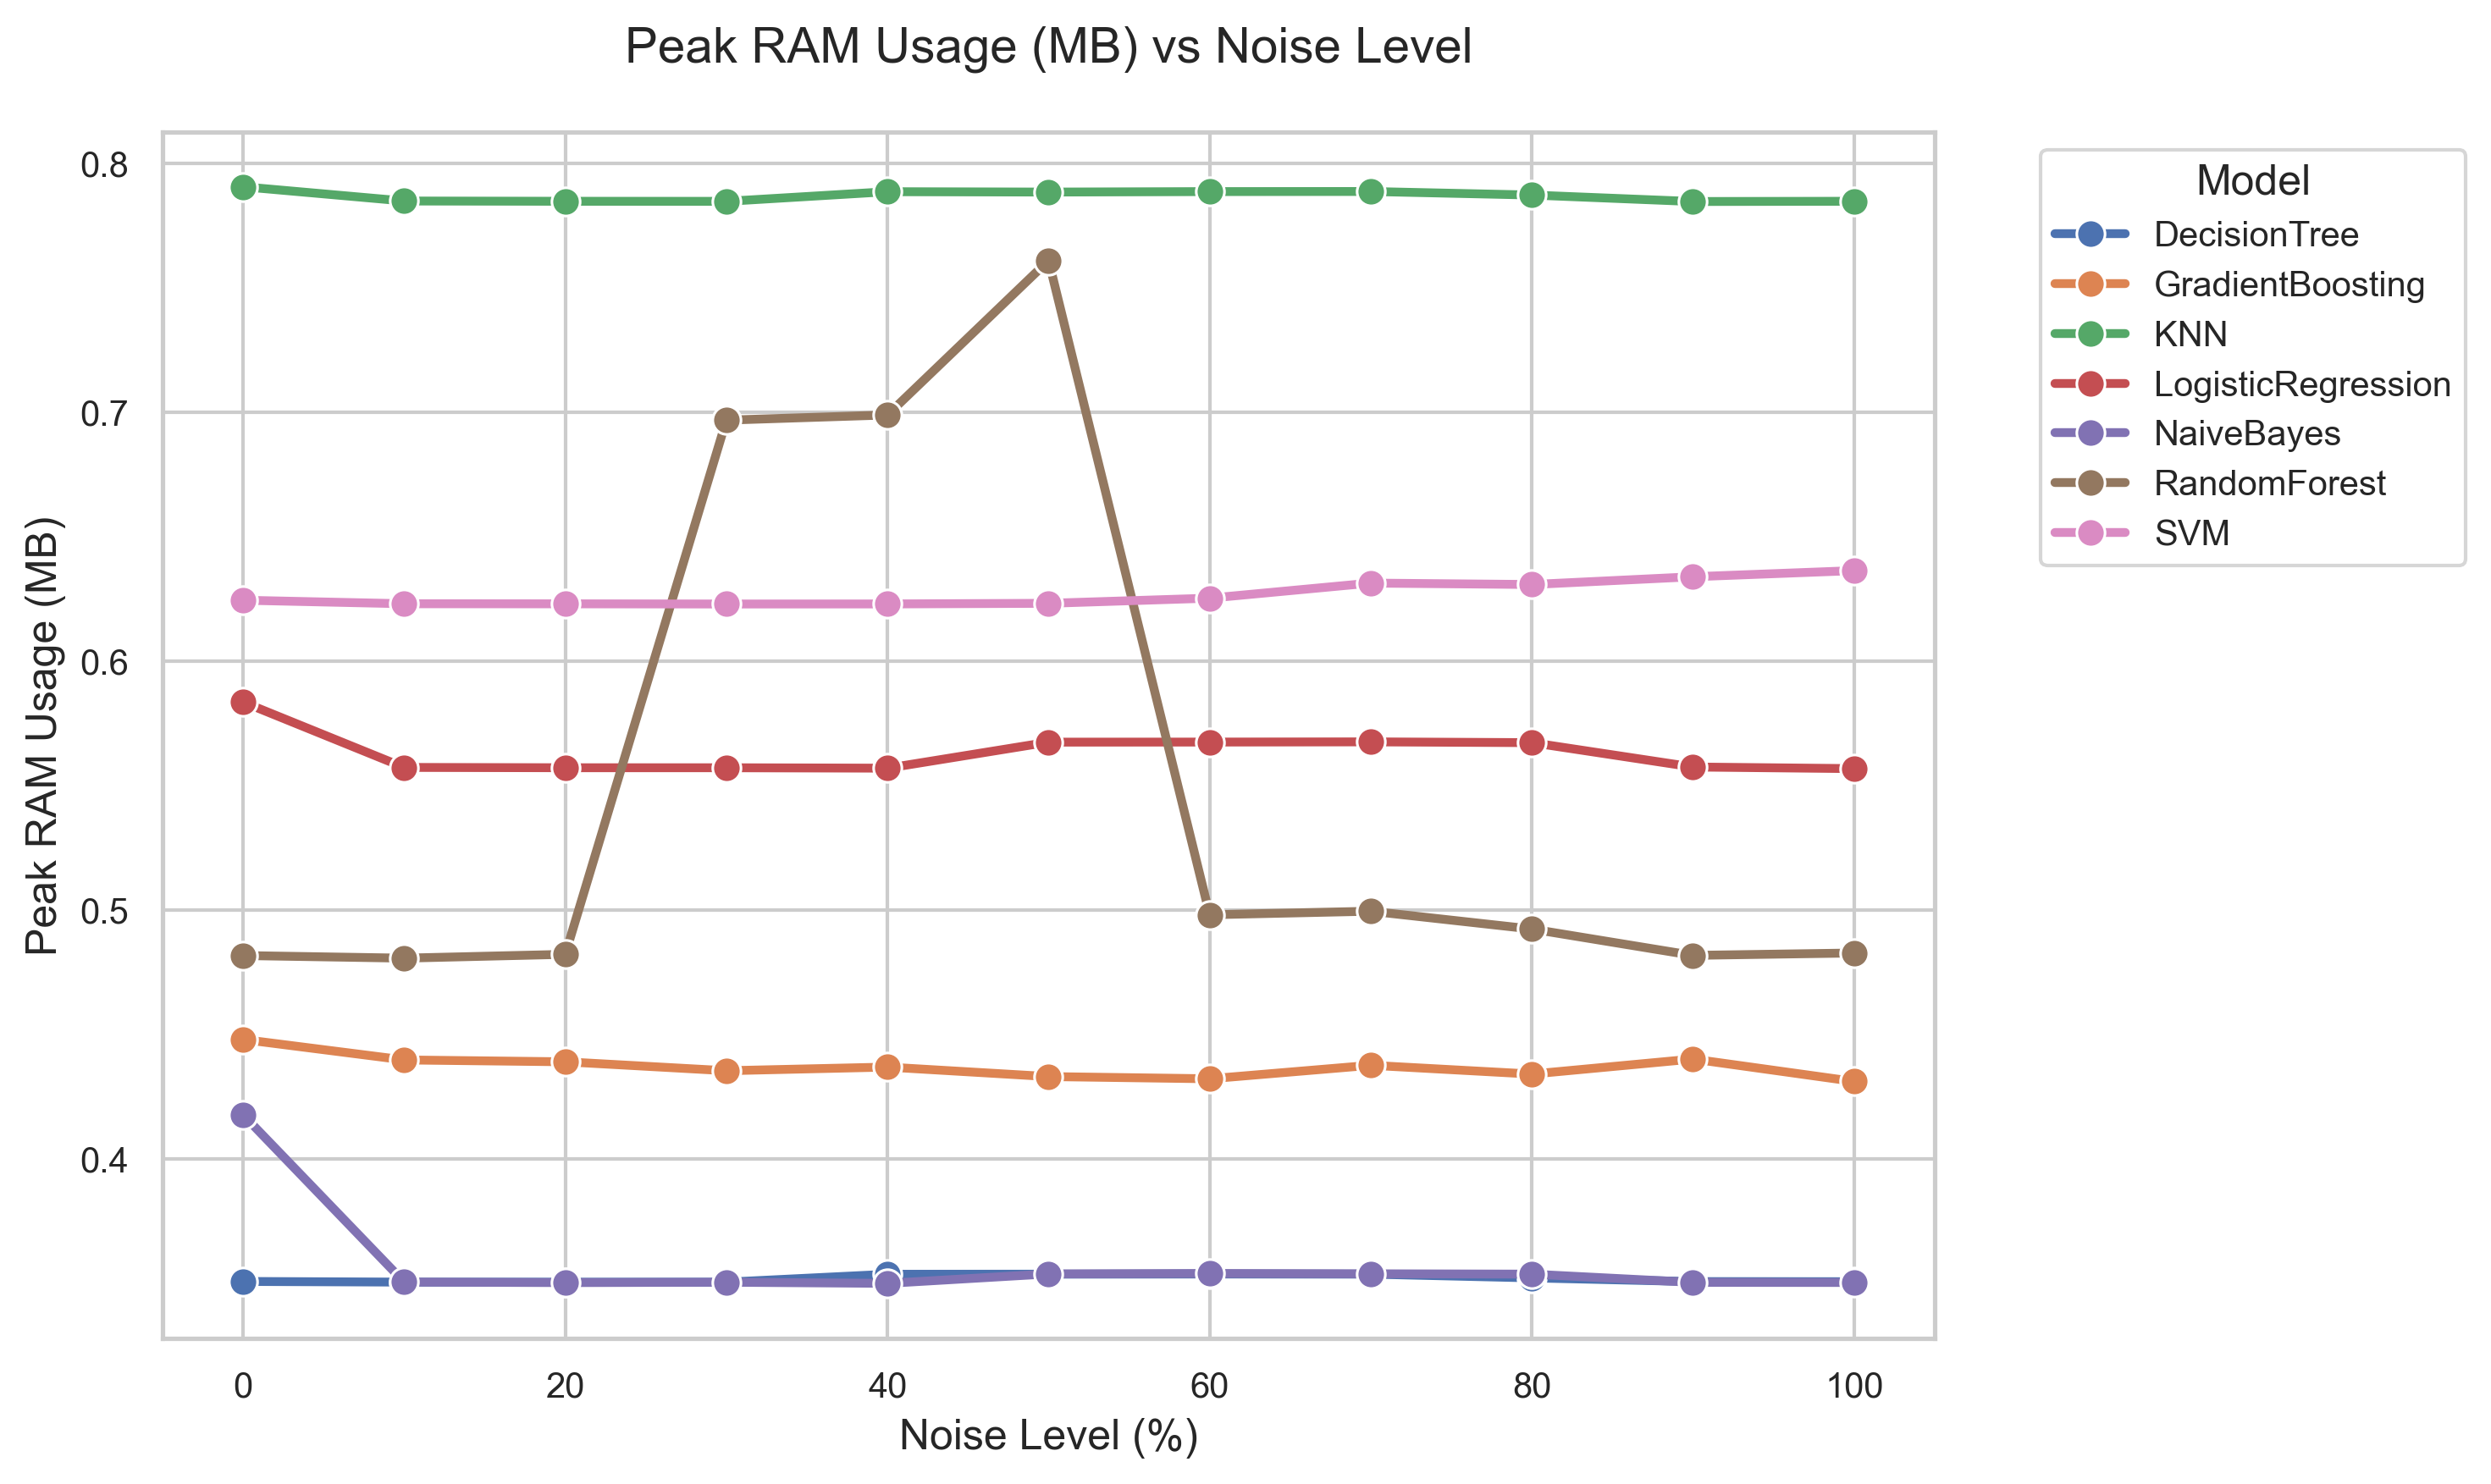 Peak RAM Usage (MB) vs Noise Level
Peak RAM Usage (MB)
0.8
0.7
0.6
0.5
0.4
0
20
40
60
80
100
Noise Level (%)
Model
DecisionTree
GradientBoosting
KNN
LogisticRegression
NaiveBayes
RandomForest
SVM